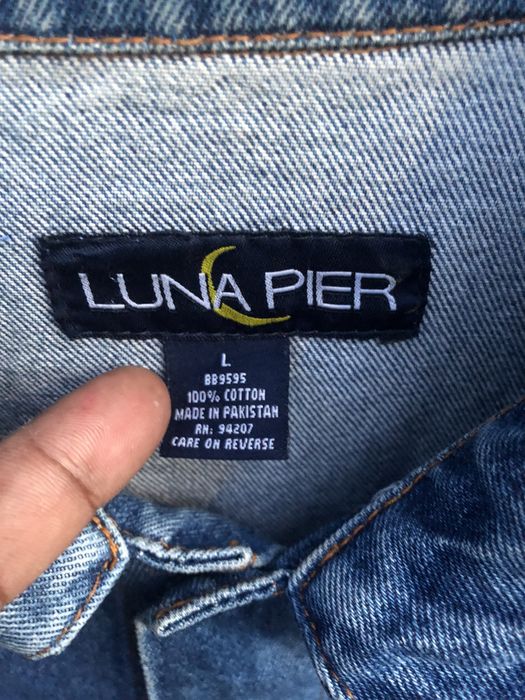 LUNA PIER
L
BB9595
100% COTTON
MADE IN PAKISTAN
RN: 94207
CARE ON REVERSE